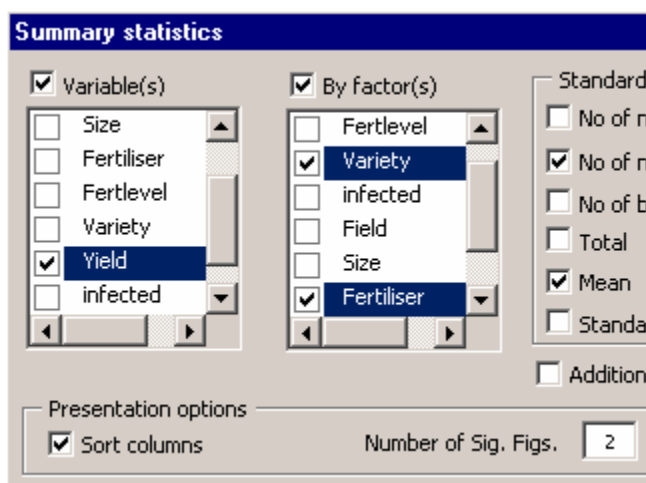 Summary statistics
Variable(s)
Size
Fertiliser
Fertlevel
Variety
Yield
infected
By factor(s)
Fertlevel
Variety
infected
Field
Size
Fertiliser
Standard
No of
No of
No of
Total
Mean
Addition
Presentation options
Sort columns
Number of Sig. Figs. 2